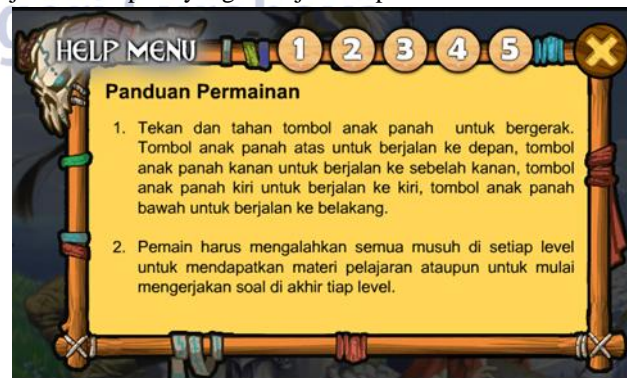 HELP MENU 1 2 3 4 5
Panduan Permainan
1. Tekan dan tahan tombol anak panah untuk bergerak.
Tombol anak panah atas untuk berjalan ke depan, tombol
anak panah kanan untuk berjalan ke sebelah kanan, tombol
anak panah kiri untuk berjalan ke kiri, tombol anak panah
bawah untuk berjalan ke belakang.
2. Pemain harus mengalahkan semua musuh di setiap level
untuk mendapatkan materi pelajaran ataupun untuk mulai
mengerjakan soal di akhir tiap level.